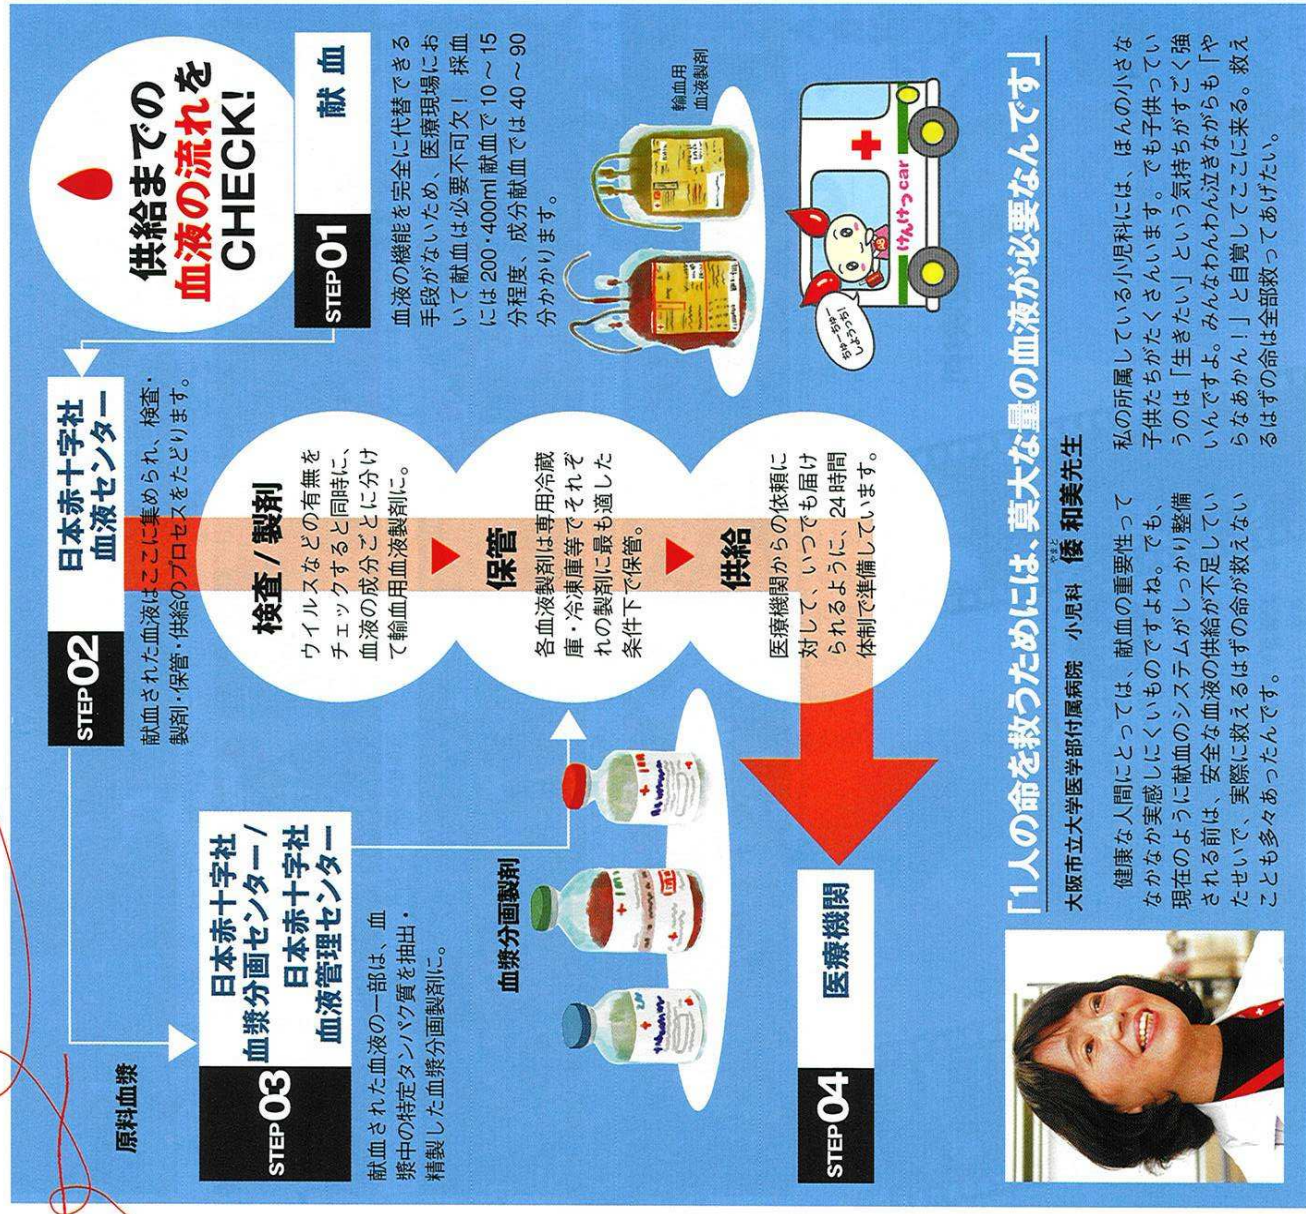 供給までの
血液の流れを
CHECK!
STEP01
献血
血液の機能を完全に代替できる
手段がないため、医療現場にお
いて献血は必要不可欠！ 採血
には200・400ml献血で10～15
分程度、成分献血では40～90
分かかります。
輸血用
血液製剤
ちゅーちゅー
しようっち!
けんけつ car
STEP02
日本赤十字社
血液センター
献血された血液はここに集められ、検査・
製剤・保管・供給のプロセスをたどります。
検査/製剤
ウイルスなどの有無を
チェックすると同時に、
血液の成分ごとに分け
て輸血用血液製剤に。
保管
各血液製剤は専用冷蔵
庫・冷凍庫等でそれぞ
れの製剤に最も適した
条件下で保管。
供給
医療機関からの依頼に
対して、いつでも届け
られるように、24時間
体制で準備しています。
原料血漿
STEP03
日本赤十字社
血漿分画センター/
日本赤十字社
血液管理センター
献血された血液の一部は、血
漿中の特定タンパク質を抽出・
精製した血漿分画製剤に。
血漿分画製剤
STEP04
医療機関
「1人の命を救うためには、莫大な量の血液が必要なんです」
大阪市立大学医学部付属病院 小児科 倭 和美先生
やまと
健康な人間にとっては、献血の重要性って
なかなか実感しにくいものですよね。でも、
現在のように献血のシステムがしっかり整備
される前は、安全な血液の供給が不足してい
たせいで、実際に救えるはずの命が救えない
ことも多々あったんです。
私の所属している小児科には、ほんの小さな
子供たちがたくさんいます。でも子供ってい
うのは「生きたい」という気持ちがすごく強
いんですよ。みんなわんわん泣きながらも「や
らなあかん！」と自覚してここに来る。救え
るはずの命は全部救ってあげたい。